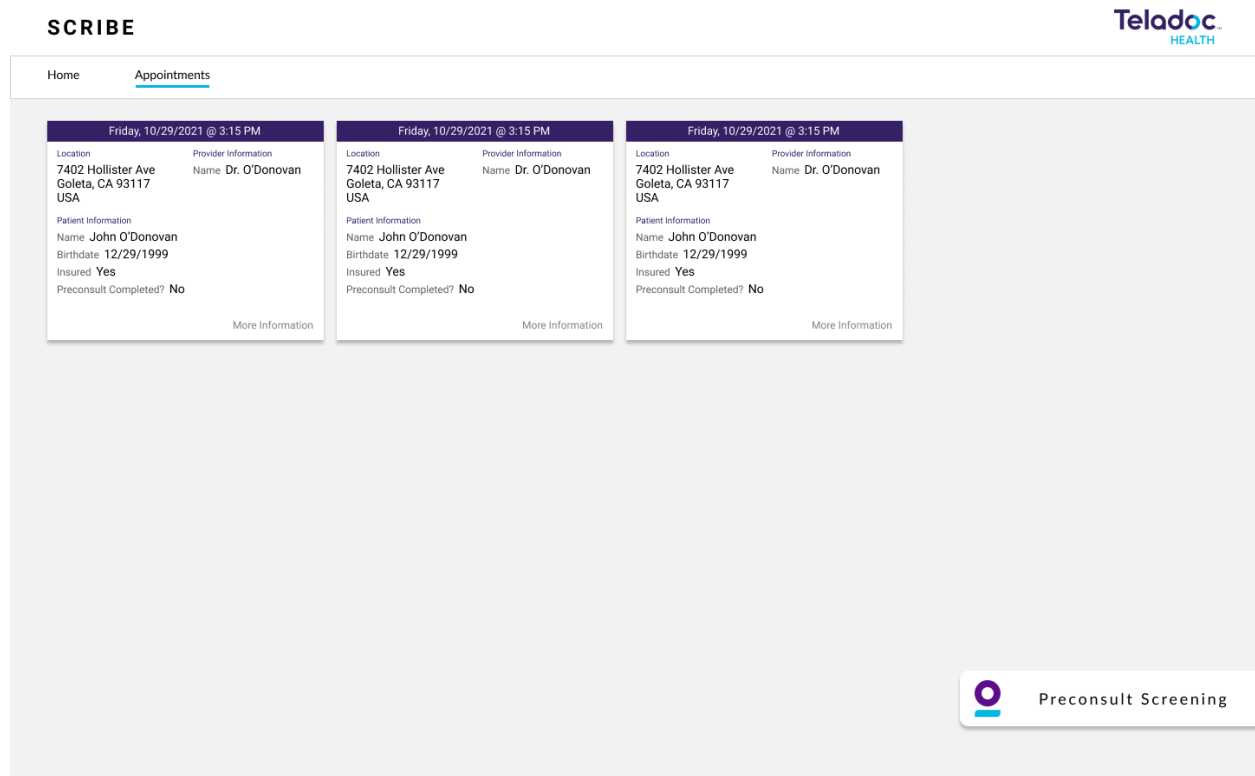 SCRIBE
Teladoc™
HEALTH
Home Appointments
Friday, 10/29/2021 @ 3:15 PM
Location Provider Information
7402 Hollister Ave Name Dr. O'Donovan
Goleta, CA 93117
USA
Patient Information
Name John O'Donovan
Birthdate 12/29/1999
Insured Yes
Preconsult Completed? No
More Information
Friday, 10/29/2021 @ 3:15 PM
Location Provider Information
7402 Hollister Ave Name Dr. O'Donovan
Goleta, CA 93117
USA
Patient Information
Name John O'Donovan
Birthdate 12/29/1999
Insured Yes
Preconsult Completed? No
More Information
Friday, 10/29/2021 @ 3:15 PM
Location Provider Information
7402 Hollister Ave Name Dr. O'Donovan
Goleta, CA 93117
USA
Patient Information
Name John O'Donovan
Birthdate 12/29/1999
Insured Yes
Preconsult Completed? No
More Information
Preconsult Screening